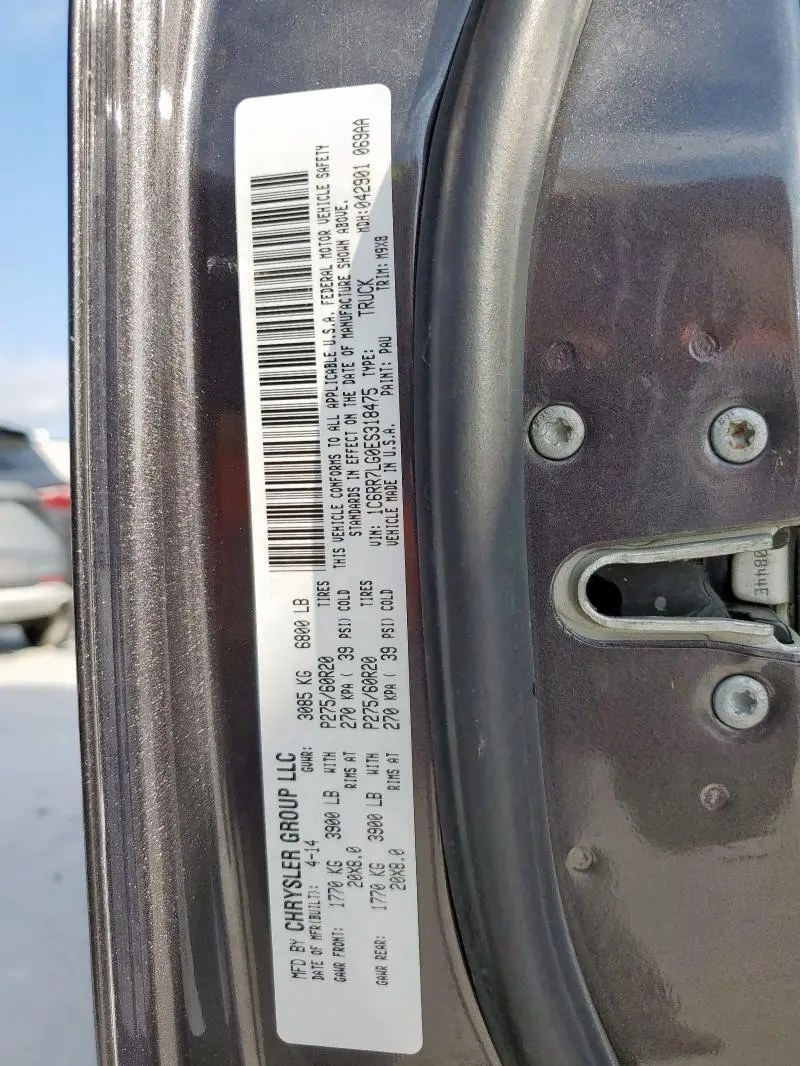 MFD BY CHRYSLER GROUP LLC
DATE OF MFR(BUILT): 4-14 GVWR: 3085 KG 6800 LB
GAWR FRONT: 1770 KG 3900 LB WITH P275/60R20 TIRES
20X8.0 RIMS AT 270 KPA ( 39 PSI) COLD
GAWR REAR: 1770 KG 3900 LB WITH P275/60R20 TIRES
20X8.0 RIMS AT 270 KPA ( 39 PSI) COLD
THIS VEHICLE CONFORMS TO ALL APPLICABLE U.S.A. FEDERAL MOTOR VEHICLE SAFETY
STANDARDS IN EFFECT ON THE DATE OF MANUFACTURE SHOWN ABOVE.
MDH:042901 069AA
VIN: 1C6RR7LG0ES318475 TYPE: TRUCK
VEHICLE MADE IN U.S.A. PAINT: PAU TRIM: M9X8
0844E